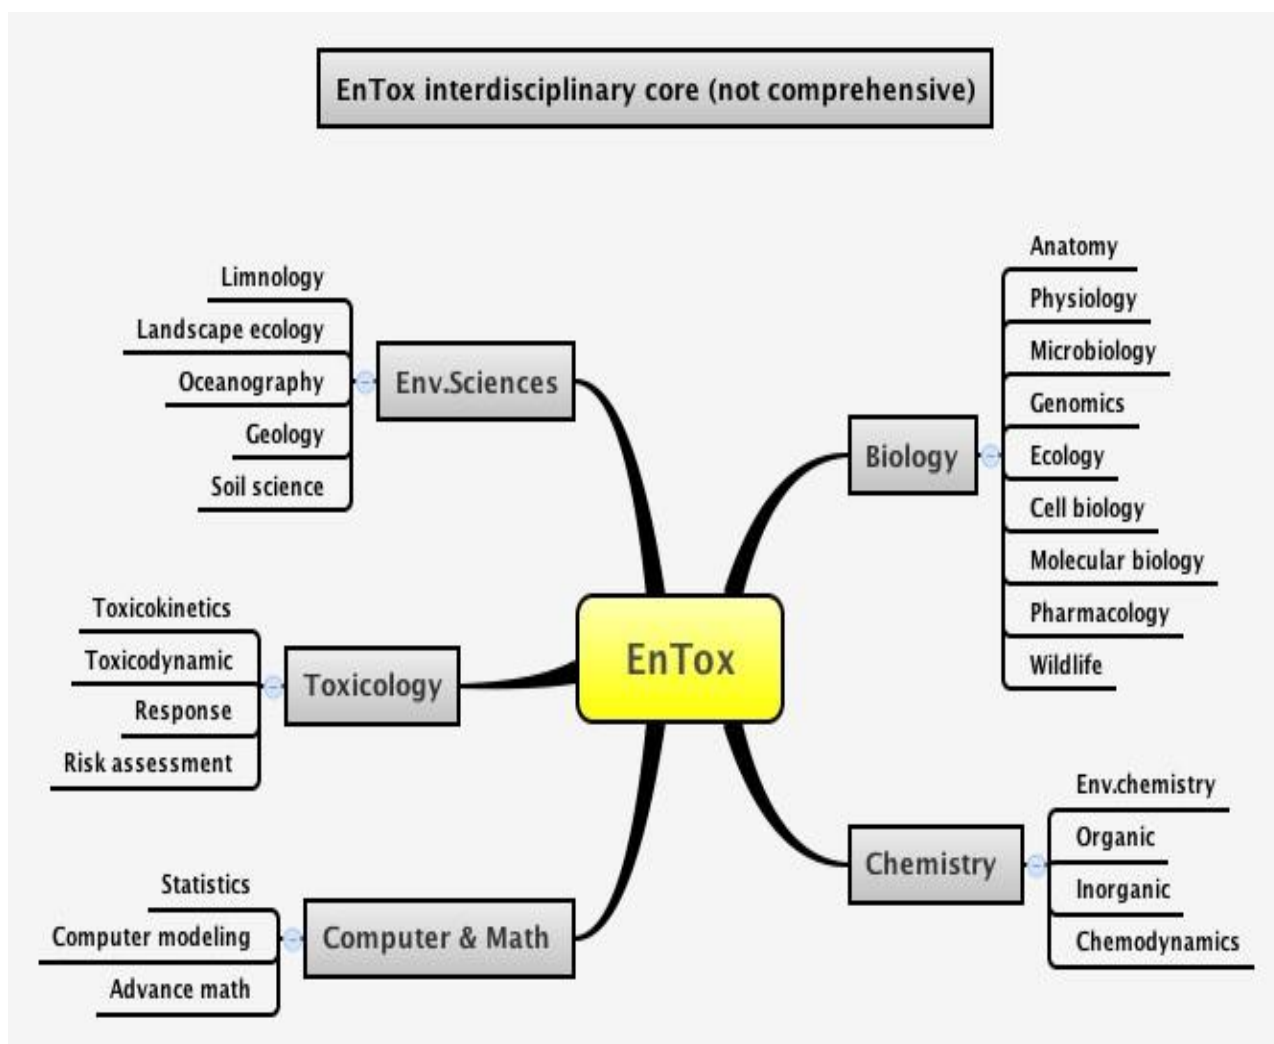 EnTox interdisciplinary core (not comprehensive)
Limnology
Landscape ecology
Oceanography
Geology
Soil science
Env.Sciences
Toxicokinetics
Toxicodynamic
Response
Risk assessment
Toxicology
Statistics
Computer modeling
Advance math
Computer & Math
EnTox
Biology
Anatomy
Physiology
Microbiology
Genomics
Ecology
Cell biology
Molecular biology
Pharmacology
Wildlife
Chemistry
Env.chemistry
Organic
Inorganic
Chemodynamics